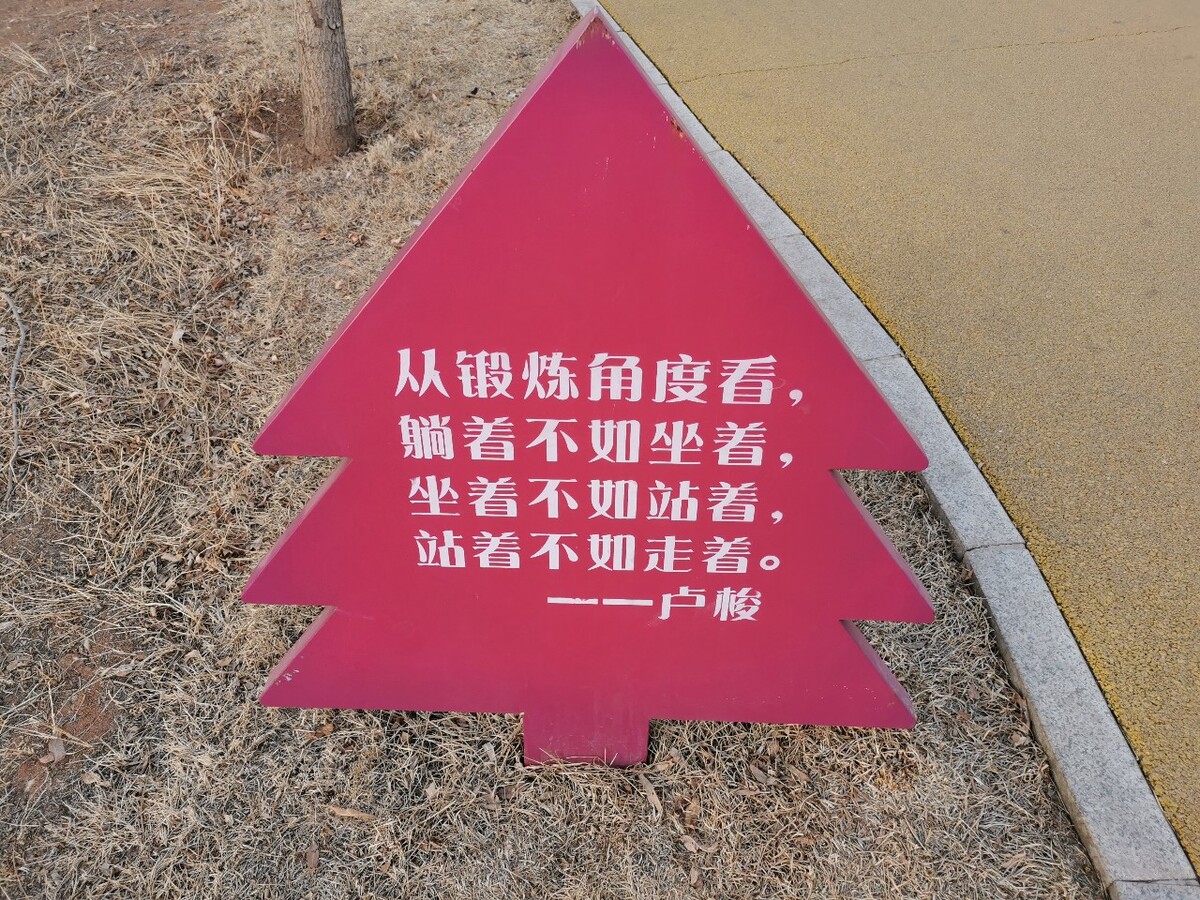 从锻炼角度看，
躺着不如坐着，
坐着不如站着，
站着不如走着。
——卢梭